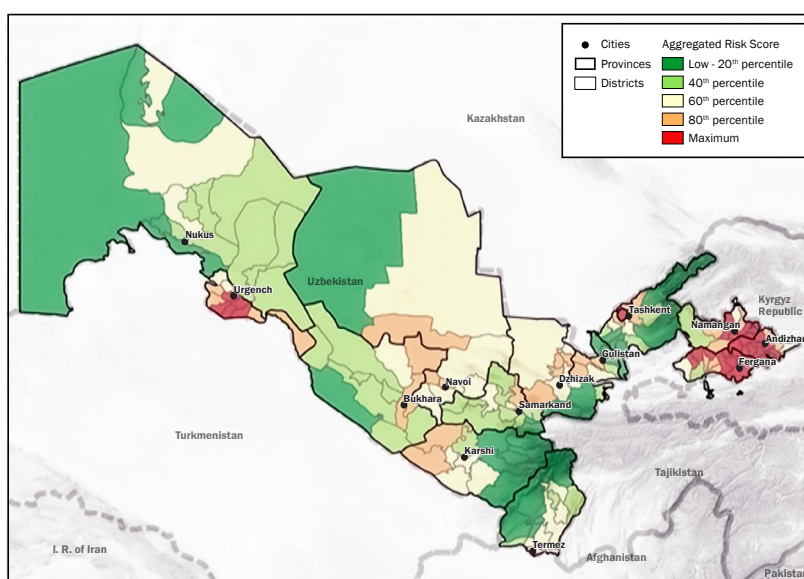 Cities
Provinces
Districts
Aggregated Risk Score
Low - 20th percentile
40th percentile
60th percentile
80th percentile
Maximum
Kazakhstan
Nukus
Uzbekistan
Urgench
Tashkent
Kyrgyz
Republic
Namangan
Andizhan
Gulistan
Fergana
Navoi
Dzhizak
Bukhara
Samarkand
Turkmenistan
Karshi
Tajikistan
Termez
I. R. of Iran
Afghanistan
Pakistan